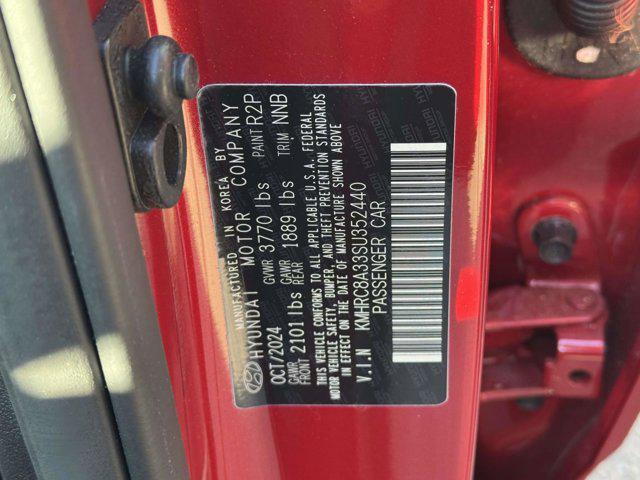 MANUFACTURED IN KOREA BY
HYUNDAI MOTOR COMPANY
OCT/2024 GVWR 3770 lbs PAINT R2P
GAWR FRONT 2101 lbs GAWR REAR 1889 lbs TRIM NNB
THIS VEHICLE CONFORMS TO ALL APPLICABLE U.S.A. FEDERAL
MOTOR VEHICLE SAFETY, BUMPER, AND THEFT PREVENTION STANDARDS
IN EFFECT ON THE DATE OF MANUFACTURE SHOWN ABOVE
V.I.N KMHRC8A33SU352440
PASSENGER CAR